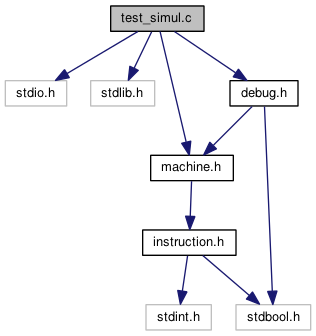 test_simul.c
stdio.h
stdlib.h
debug.h
machine.h
instruction.h
stdint.h
stdbool.h